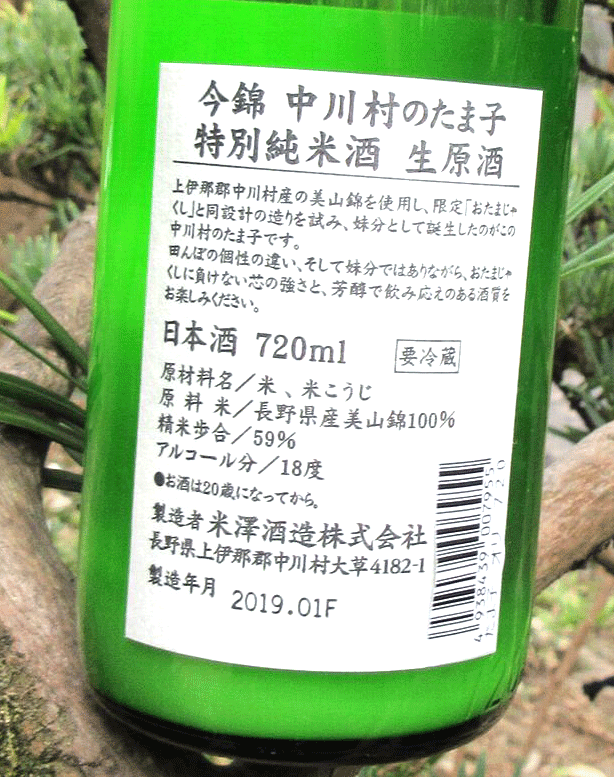 今錦 中川村のたま子
特別純米酒 生原酒
上伊那郡中川村産の美山錦を使用し、限定「おたまじゃ
くし」と同設計の造りを試み、妹分として誕生したのがこの
中川村のたま子です。
田んぼの個性の違い、そして妹分ではありながら、おたまじゃ
くしに負けない芯の強さと、芳醇で飲み応えのある酒質を
お楽しみください。
日本酒 720ml
要冷蔵
原材料名/米、米こうじ
原料米/長野県産美山錦100%
精米歩合/59%
アルコール分/18度
●お酒は20歳になってから。
製造者 米澤酒造株式会社
長野県上伊那郡中川村大草4182-1
製造年月 2019.01F
4 938439 007955